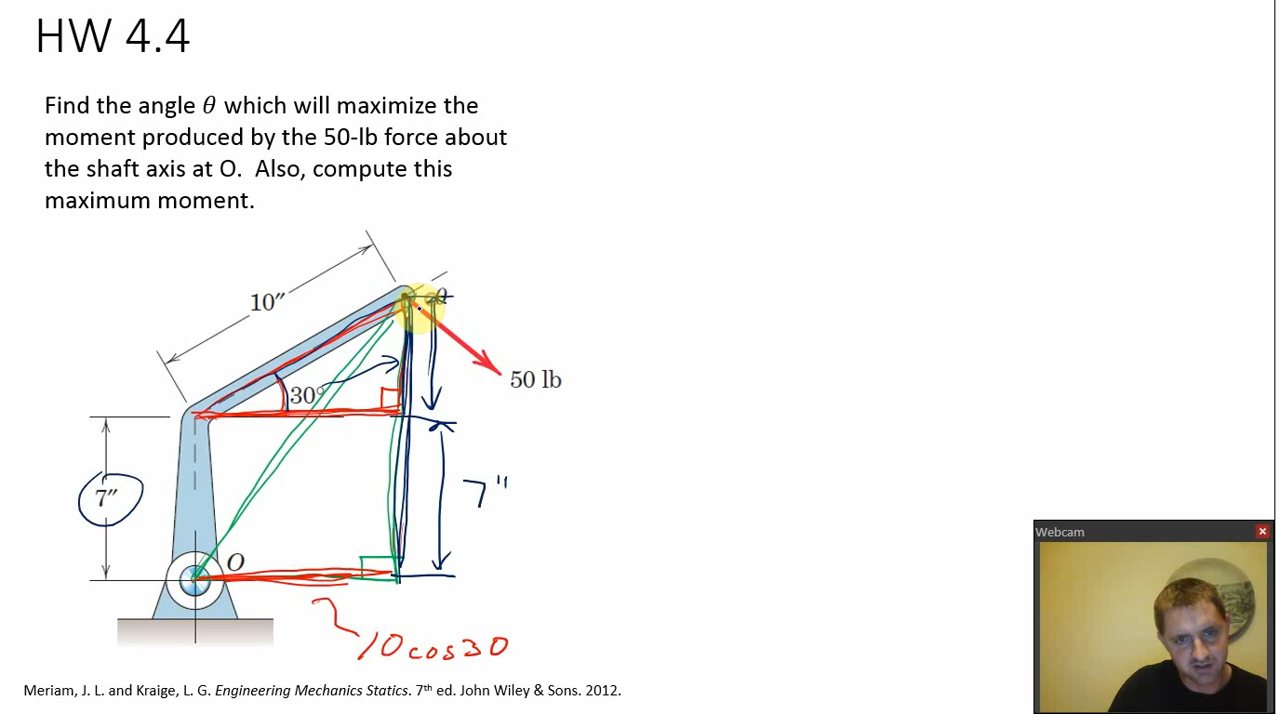 HW 4.4
Find the angle θ which will maximize the
moment produced by the 50-lb force about
the shaft axis at O. Also, compute this
maximum moment.
10″
θ
30°
50 lb
7″
7"
O
10cos30
Meriam, J. L. and Kraige, L. G. Engineering Mechanics Statics. 7th ed. John Wiley & Sons. 2012.
Webcam